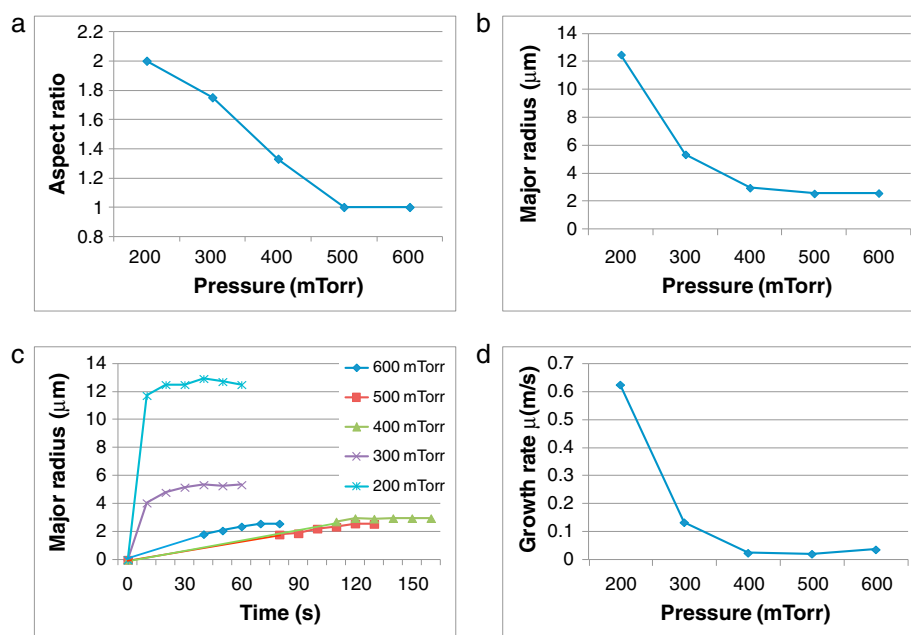 a
2.2
2
1.8
1.6
1.4
1.2
1
0.8
Aspect ratio
200 300 400 500 600
Pressure (mTorr)
b
14
12
10
8
6
4
2
0
Major radius (μm)
200 300 400 500 600
Pressure (mTorr)
c
14
12
10
8
6
4
2
0
Major radius (μm)
0 30 60 90 120 150
Time (s)
600 mTorr
500 mTorr
400 mTorr
300 mTorr
200 mTorr
d
0.7
0.6
0.5
0.4
0.3
0.2
0.1
0
Growth rate μ(m/s)
200 300 400 500 600
Pressure (mTorr)